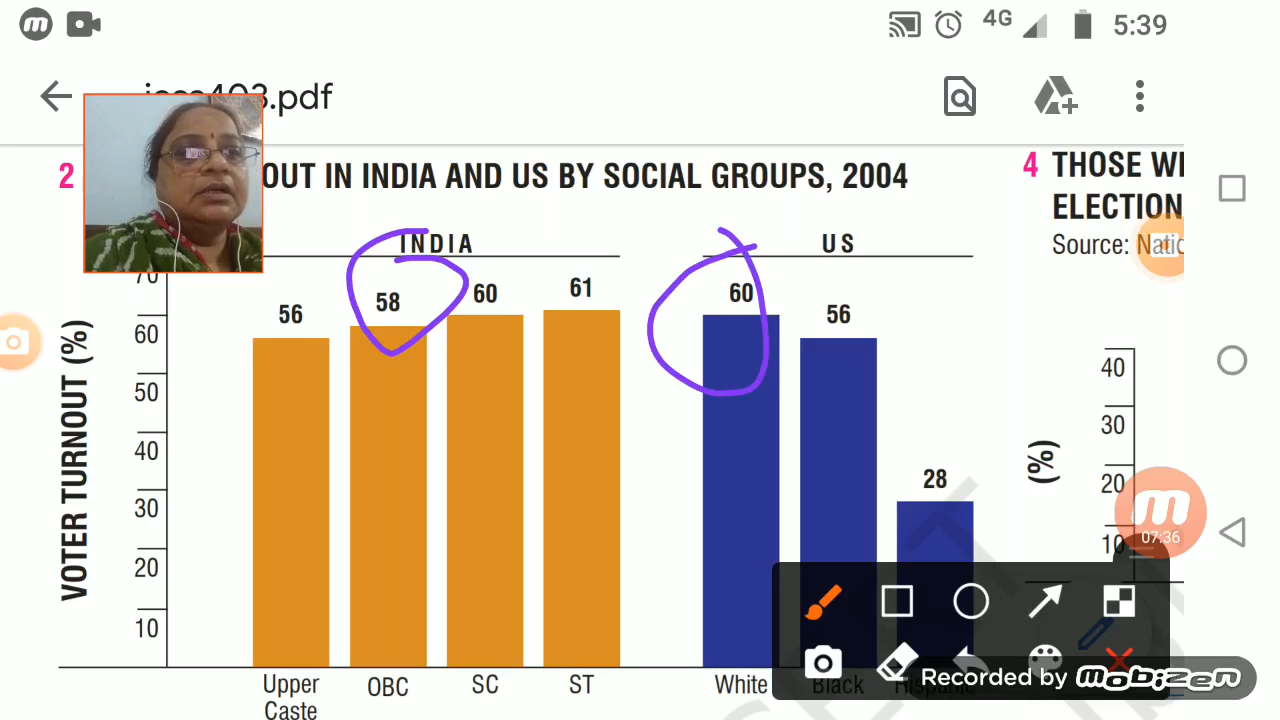 5:39
4G
.pdf
2
OUT IN INDIA AND US BY SOCIAL GROUPS, 2004
4 THOSE
ELECTION
Source:
INDIA
US
VOTER TURNOUT (%)
70
60
50
40
30
20
10
56
58
60
61
60
56
28
Upper
Caste
OBC
SC
ST
White
Black
Hispanic
(%)
40
30
20
10
07:36
Recorded by mobizen